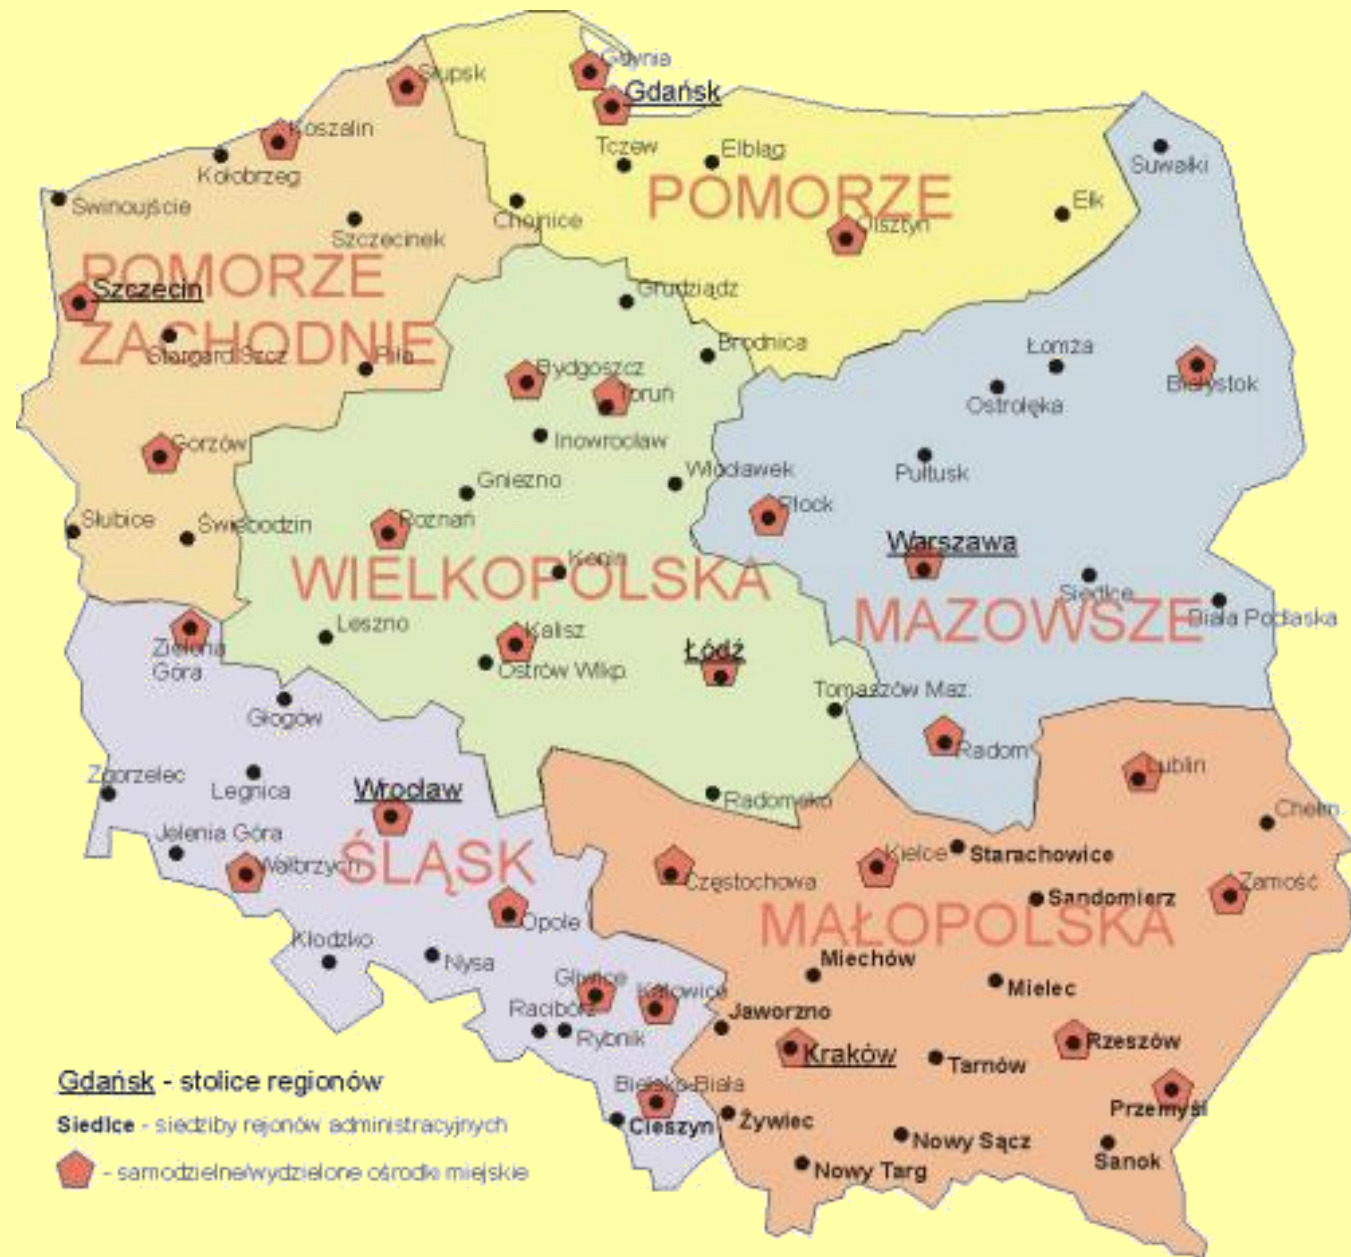 Słupsk
Gdynia
Gdańsk
Koszalin
Kołobrzeg
Tczew
Elbląg
Suwałki
Świnoujście
Szczecinek
Chojnice
POMORZE
Ełk
Olsztyn
POMORZE
ZACHODNIE
Szczecin
Stargard Szcz
Piła
Grudziądz
Brodnica
Bydgoszcz
Toruń
Łomża
Ostrołęka
Białystok
Gorzów
Inowrocław
Gniezno
Włocławek
Pułtusk
Słubice
Świebodzin
Poznań
Płock
Warszawa
Konin
WIELKOPOLSKA
Siedlce
MAZOWSZE
Biała Podlaska
Zielona
Góra
Leszno
Kalisz
Ostrów Wlkp.
Łódź
Tomaszów Maz.
Głogów
Radom
Lublin
Zgorzelec
Legnica
Wrocław
Radomsko
Chełm
Jelenia Góra
Wałbrzych
ŚLĄSK
Częstochowa
Kielce
Starachowice
Sandomierz
Zamość
Opole
MAŁOPOLSKA
Kłodzko
Nysa
Miechów
Mielec
Gliwice
Katowice
Racibórz
Rybnik
Jaworzno
Kraków
Tarnów
Rzeszów
Bielsko-Biała
Cieszyn
Żywiec
Przemyśl
Nowy Sącz
Nowy Targ
Sanok
Gdańsk - stolice regionów
Siedlce - siedziby rejonów administracyjnych
- samodzielne/wydzielone ośrodki miejskie